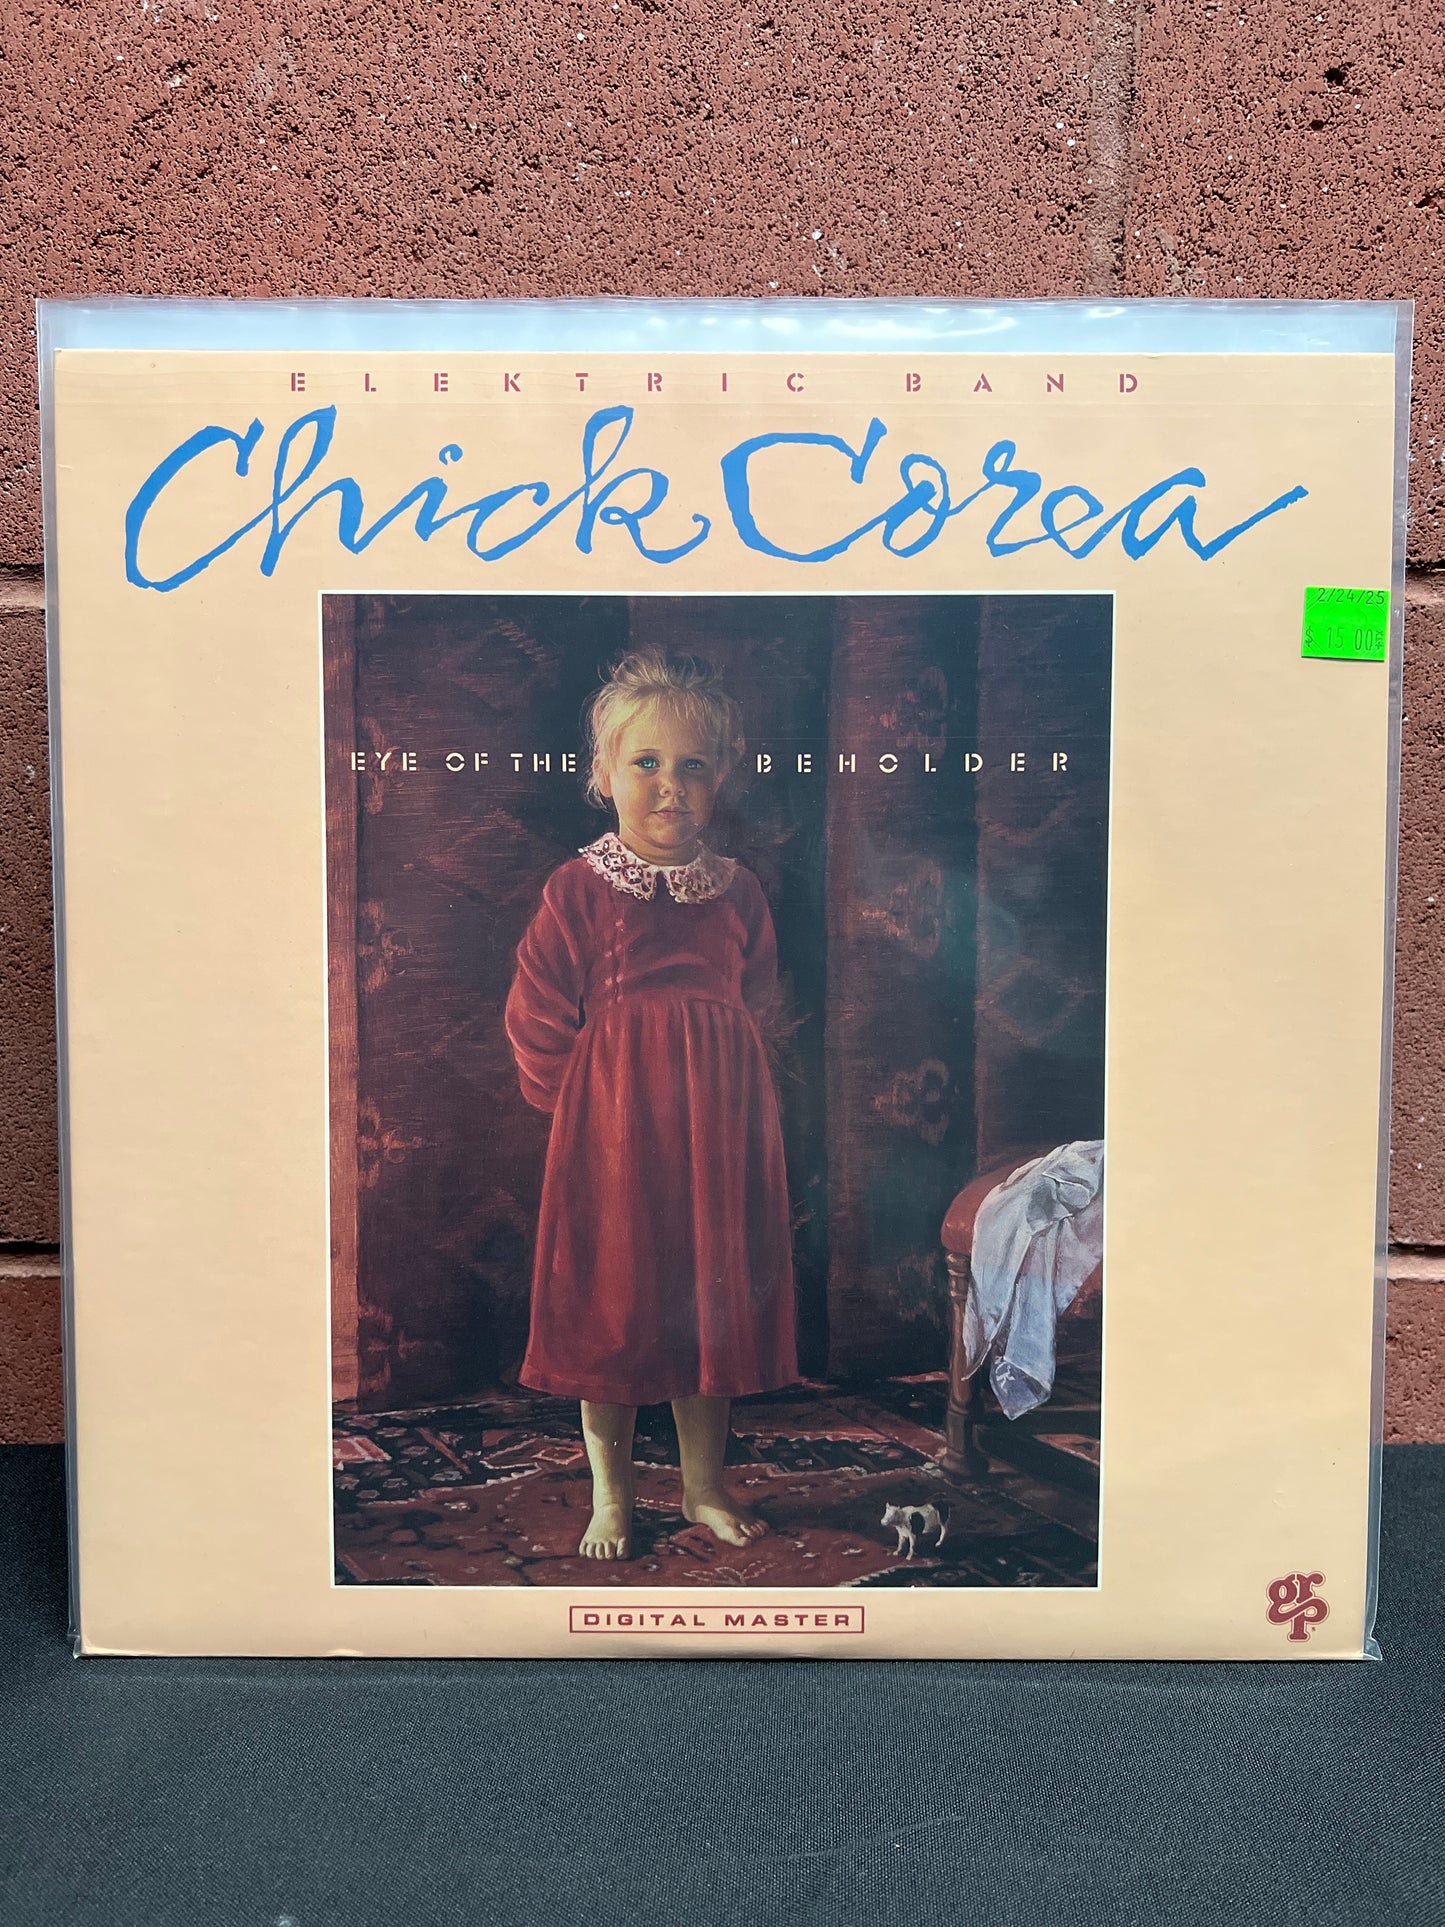 ELEKTRIC BAND
Chick Corea
2/24/25
$ 15.00
EYE OF THE BEHOLDER
DIGITAL MASTER
grp